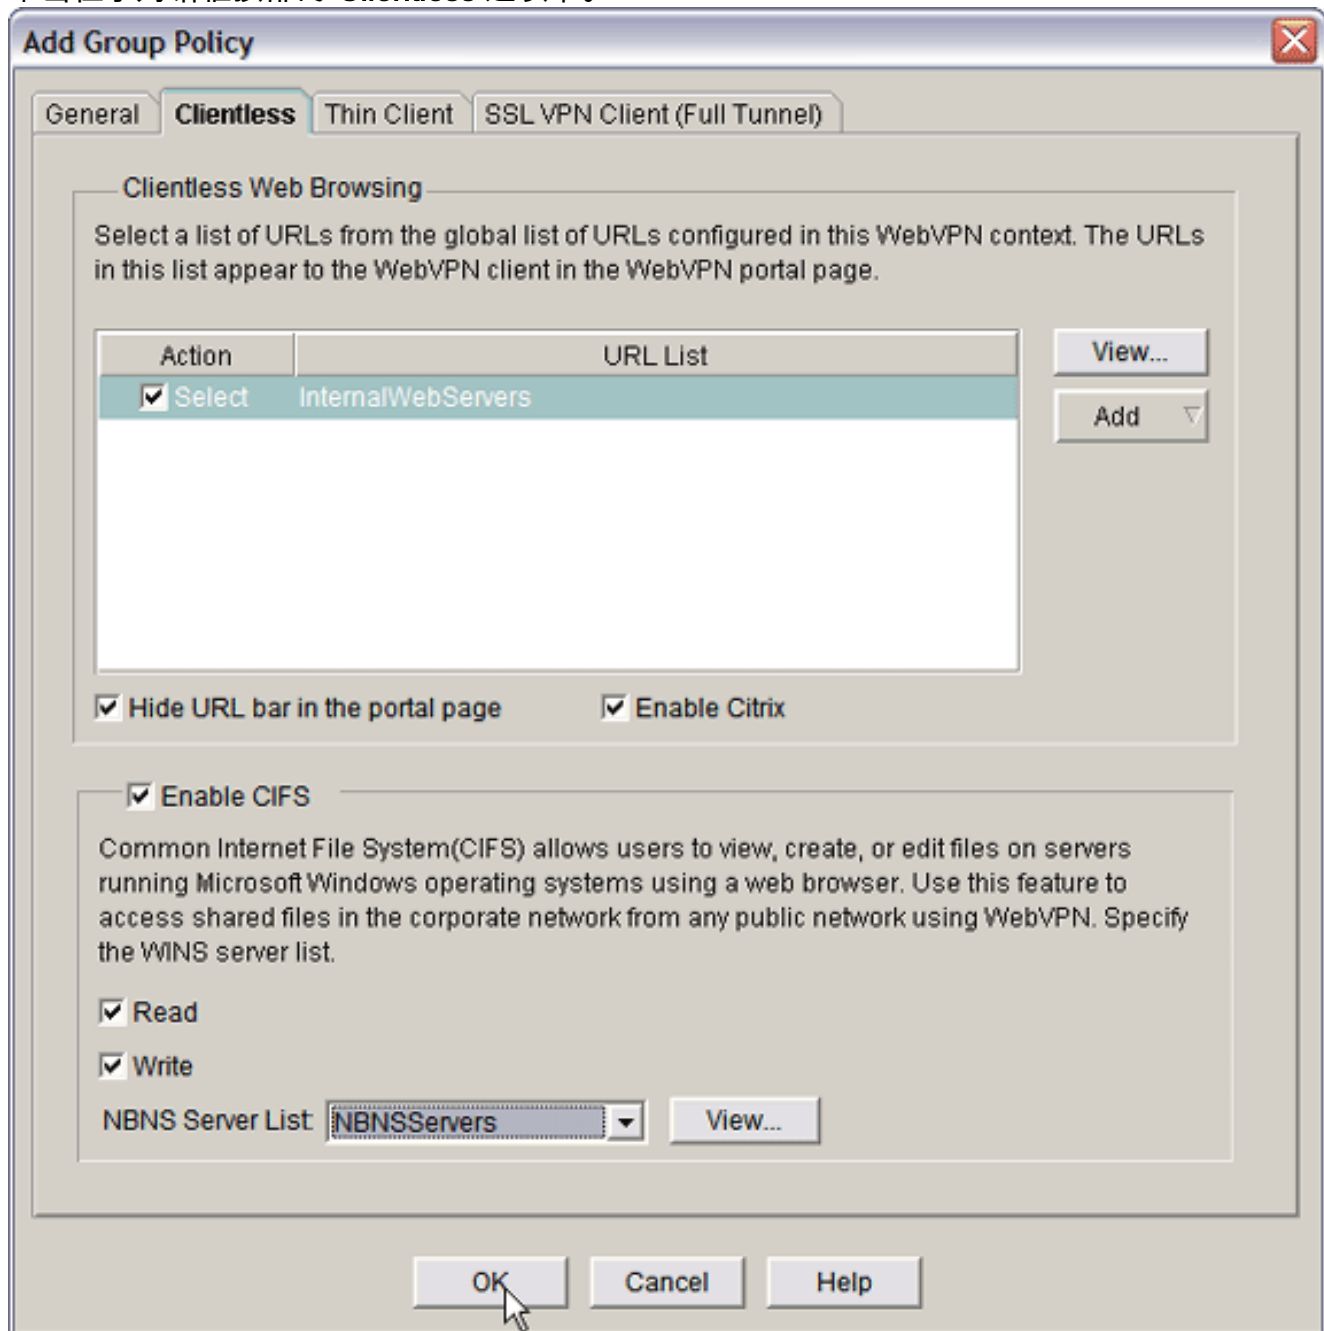 Clientless
Add Group Policy
General Clientless Thin Client SSL VPN Client (Full Tunnel)
Clientless Web Browsing
Select a list of URLs from the global list of URLs configured in this WebVPN context. The URLs
in this list appear to the WebVPN client in the WebVPN portal page.
Action URL List View...
Select InternalWebServers
Add
Hide URL bar in the portal page Enable Citrix
Enable CIFS
Common Internet File System(CIFS) allows users to view, create, or edit files on servers
running Microsoft Windows operating systems using a web browser. Use this feature to
access shared files in the corporate network from any public network using WebVPN. Specify
the WINS server list.
Read
Write
NBNS Server List: NBNSServers View...
OK Cancel Help